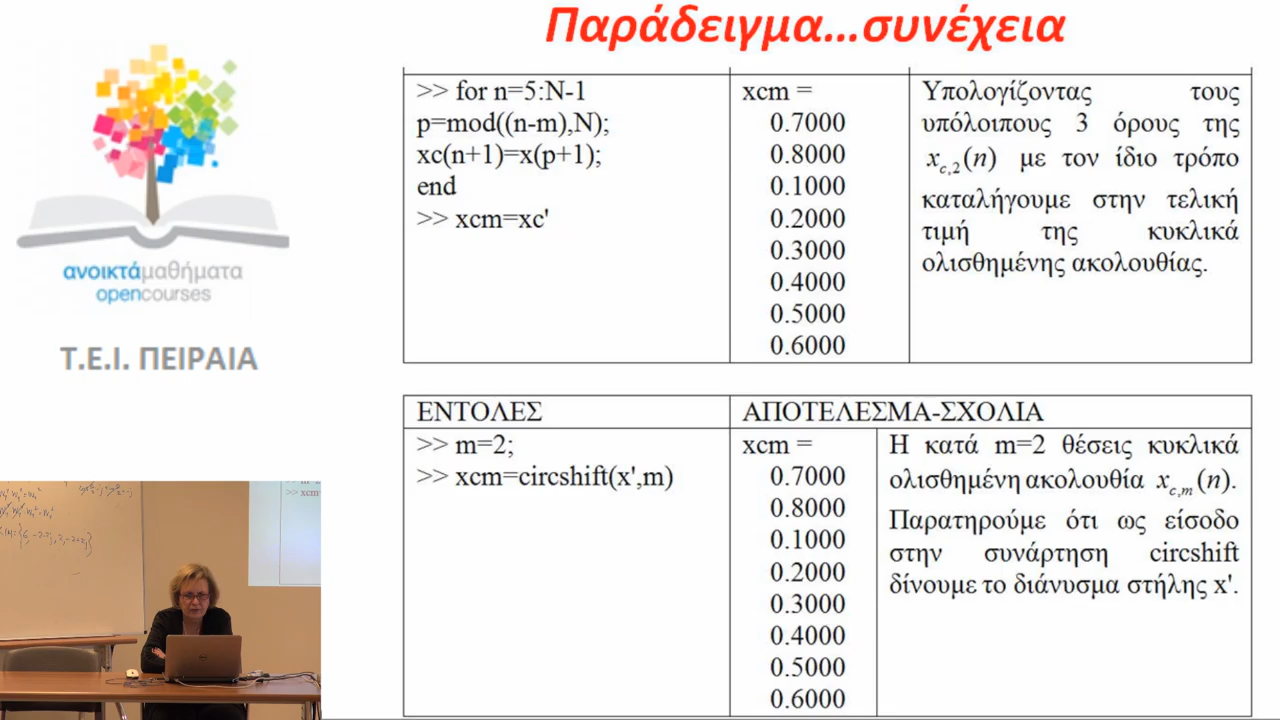 Παράδειγμα...συνέχεια
ανοικτάμαθήματα
opencourses
Τ.Ε.Ι. ΠΕΙΡΑΙΑ
>> for n=5:N-1
p=mod((n-m),N);
xc(n+1)=x(p+1);
end
>> xcm=xc'
xcm =
0.7000
0.8000
0.1000
0.2000
0.3000
0.4000
0.5000
0.6000
Υπολογίζοντας τους
υπόλοιπους 3 όρους της
x_{c,2}(n) με τον ίδιο τρόπο
καταλήγουμε στην τελική
τιμή της κυκλικά
ολισθημένης ακολουθίας.
ΕΝΤΟΛΕΣ
ΑΠΟΤΕΛΕΣΜΑ-ΣΧΟΛΙΑ
>> m=2;
>> xcm=circshift(x',m)
xcm =
0.7000
0.8000
0.1000
0.2000
0.3000
0.4000
0.5000
0.6000
Η κατά m=2 θέσεις κυκλικά
ολισθημένη ακολουθία x_{c,m}(n).
Παρατηρούμε ότι ως είσοδο
στην συνάρτηση circshift
δίνουμε το διάνυσμα στήλης x'.
>> xcm